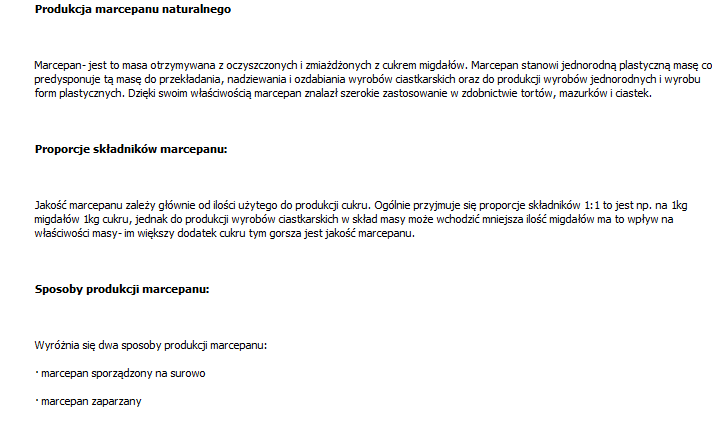 Produkcja marcepanu naturalnego
Marcepan- jest to masa otrzymywana z oczyszczonych i zmiażdżonych z cukrem migdałów. Marcepan stanowi jednorodną plastyczną masę co
predysponuje tą masę do przekładania, nadziewania i ozdabiania wyrobów ciastkarskich oraz do produkcji wyrobów jednorodnych i wyrobu
form plastycznych. Dzięki swoim właściwością marcepan znalazł szerokie zastosowanie w zdobnictwie tortów, mazurków i ciastek.
Proporcje składników marcepanu:
Jakość marcepanu zależy głównie od ilości użytego do produkcji cukru. Ogólnie przyjmuje się proporcje składników 1:1 to jest np. na 1kg
migdałów 1kg cukru, jednak do produkcji wyrobów ciastkarskich w skład masy może wchodzić mniejsza ilość migdałów ma to wpływ na
właściwości masy- im większy dodatek cukru tym gorsza jest jakość marcepanu.
Sposoby produkcji marcepanu:
Wyróżnia się dwa sposoby produkcji marcepanu:
· marcepan sporządzony na surowo
· marcepan zaparzany